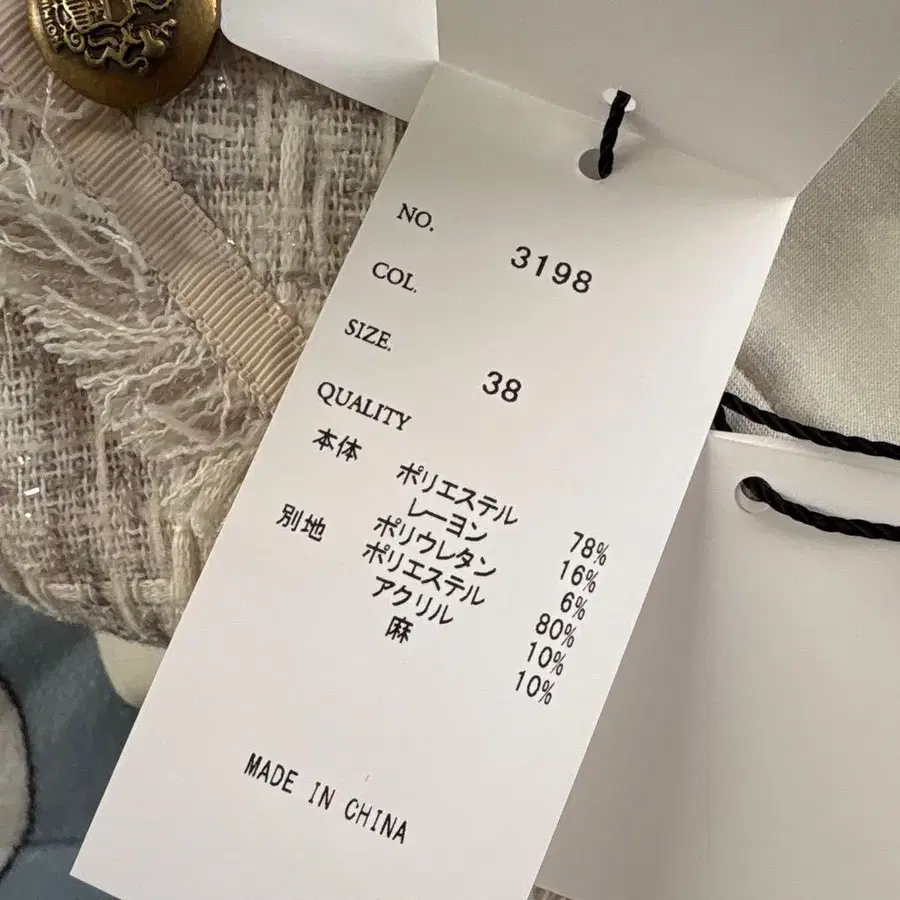 NO. 3198
COL.
SIZE. 38
QUALITY
本体 ポリエステル 78%
レーヨン 16%
ポリウレタン 6%
別地 ポリエステル 80%
アクリル 10%
麻 10%
MADE IN CHINA